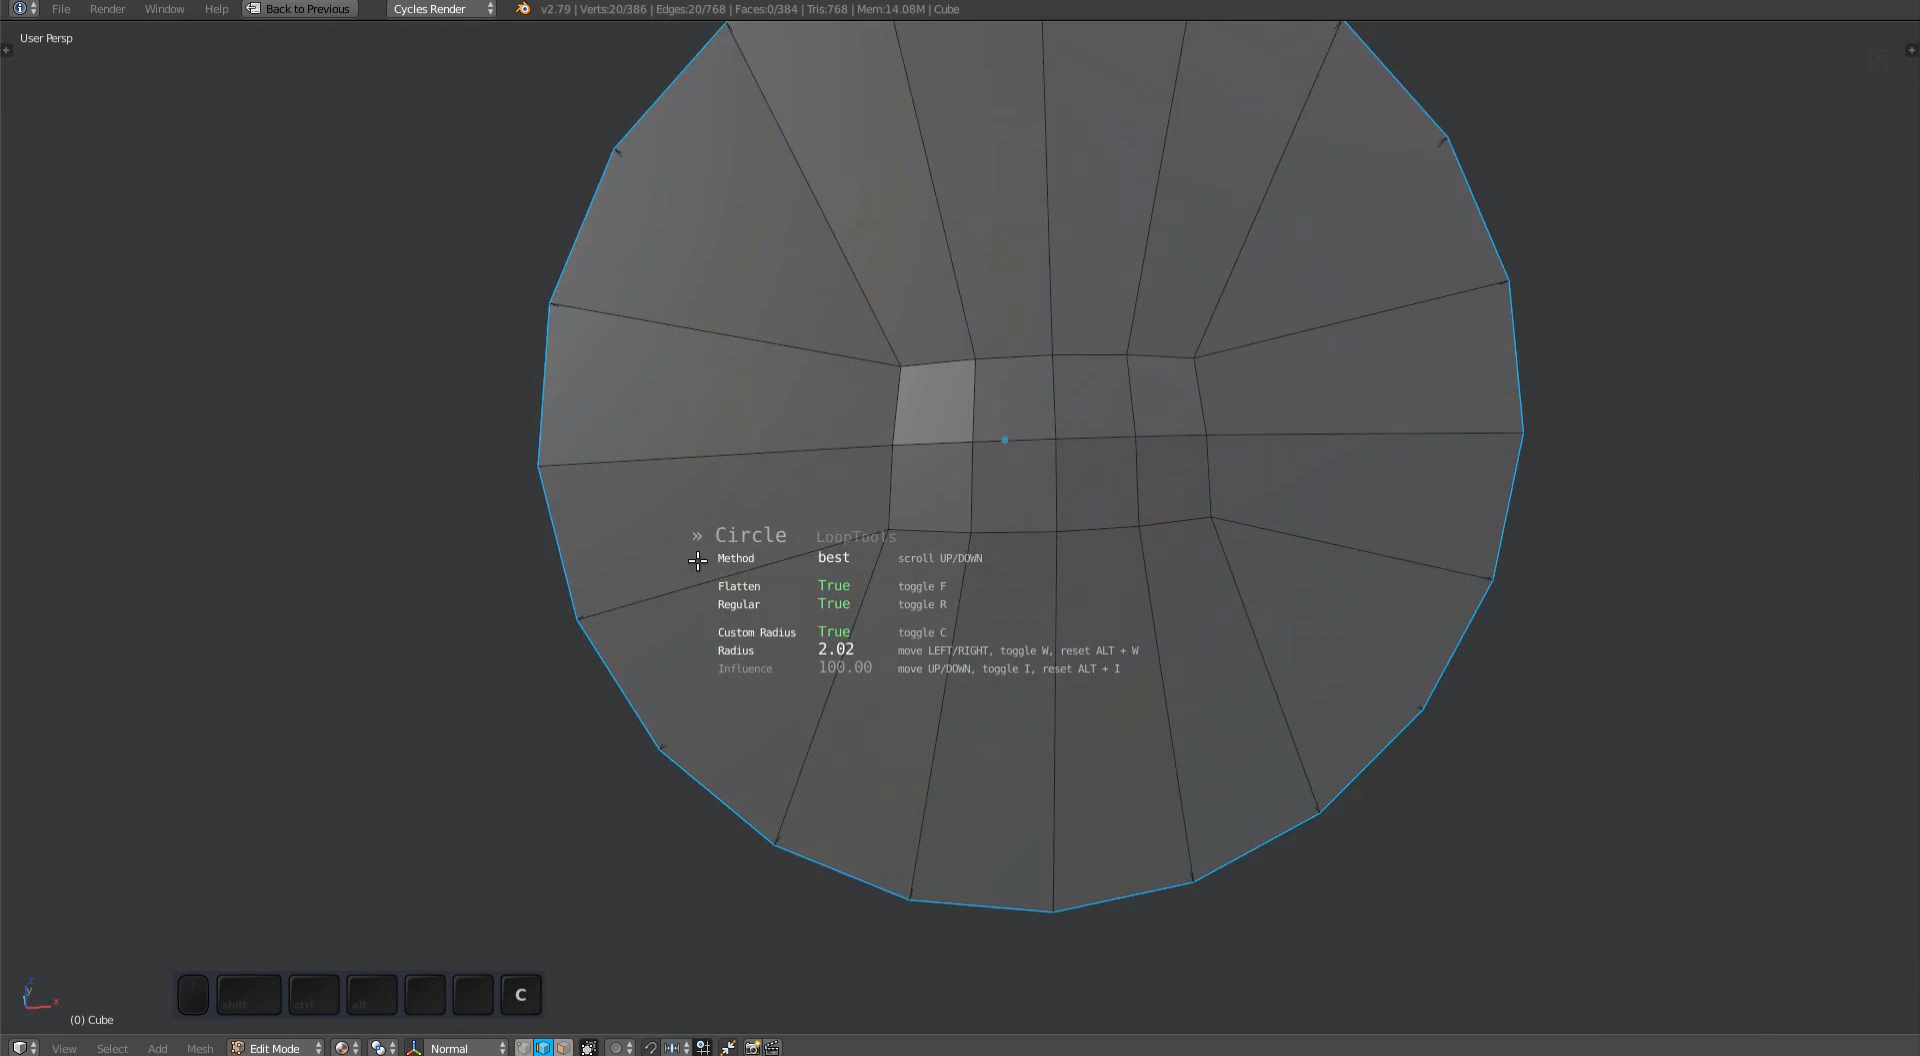 File Render Window Help Back to Previous Cycles Render v2.79 | Verts:20/386 | Edges:20/768 | Faces:0/384 | Tris:768 | Mem:14.08M | Cube
User Persp
» Circle LoopTools
Method best scroll UP/DOWN
Flatten True toggle F
Regular True toggle R
Custom Radius True toggle C
Radius 2.02 move LEFT/RIGHT, toggle W, reset ALT + W
Influence 100.00 move UP/DOWN, toggle I, reset ALT + I
z
y
x
shift ctrl alt C
(0) Cube
View Select Add Mesh Edit Mode Normal